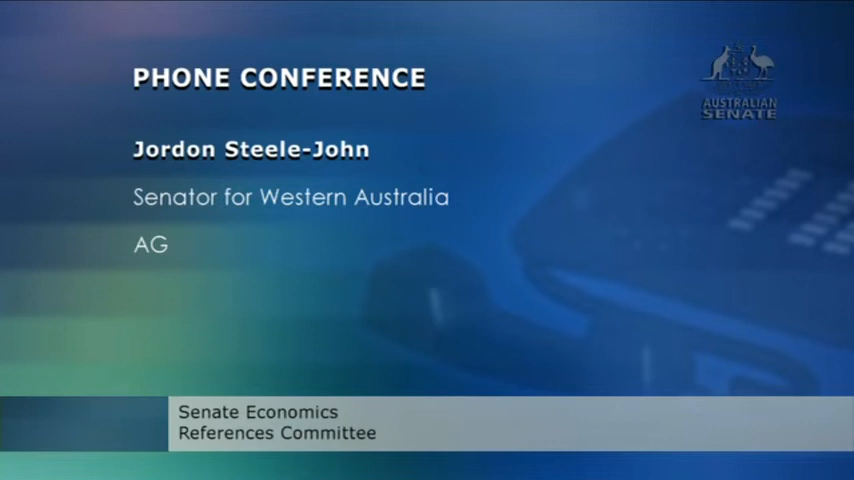 PHONE CONFERENCE
AUSTRALIAN
SENATE
Jordon Steele-John
Senator for Western Australia
AG
Senate Economics
References Committee